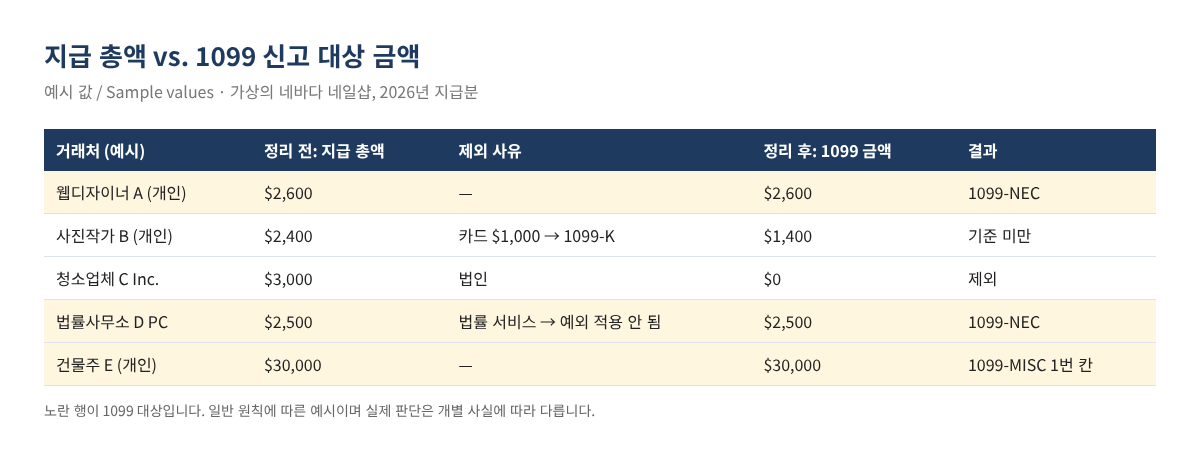 지급 총액 vs. 1099 신고 대상 금액
예시 값 / Sample values · 가상의 네바다 네일샵, 2026년 지급분
거래처 (예시) 정리 전: 지급 총액 제외 사유 정리 후: 1099 금액 결과
웹디자이너 A (개인) $2,600 — $2,600 1099-NEC
사진작가 B (개인) $2,400 카드 $1,000 → 1099-K $1,400 기준 미만
청소업체 C Inc. $3,000 법인 $0 제외
법률사무소 D PC $2,500 법률 서비스 → 예외 적용 안 됨 $2,500 1099-NEC
건물주 E (개인) $30,000 — $30,000 1099-MISC 1번 칸
노란 행이 1099 대상입니다. 일반 원칙에 따른 예시이며 실제 판단은 개별 사실에 따라 다릅니다.